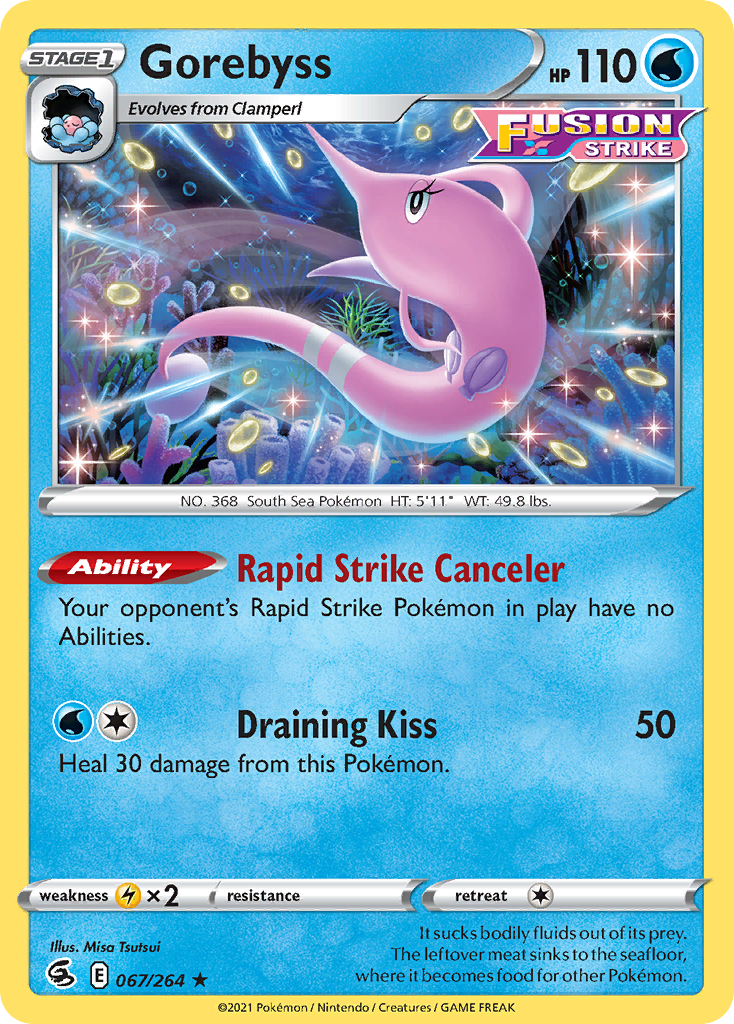 STAGE 1
Gorebyss
HP 110
Evolves from Clamperl
FUSION
STRIKE
NO. 368 South Sea Pokémon HT: 5'11" WT: 49.8 lbs.
Ability Rapid Strike Canceler
Your opponent's Rapid Strike Pokémon in play have no
Abilities.
Draining Kiss 50
Heal 30 damage from this Pokémon.
weakness ×2 resistance retreat
Illus. Misa Tsutsui
E 067/264 ★
It sucks bodily fluids out of its prey.
The leftover meat sinks to the seafloor,
where it becomes food for other Pokémon.
©2021 Pokémon / Nintendo / Creatures / GAME FREAK